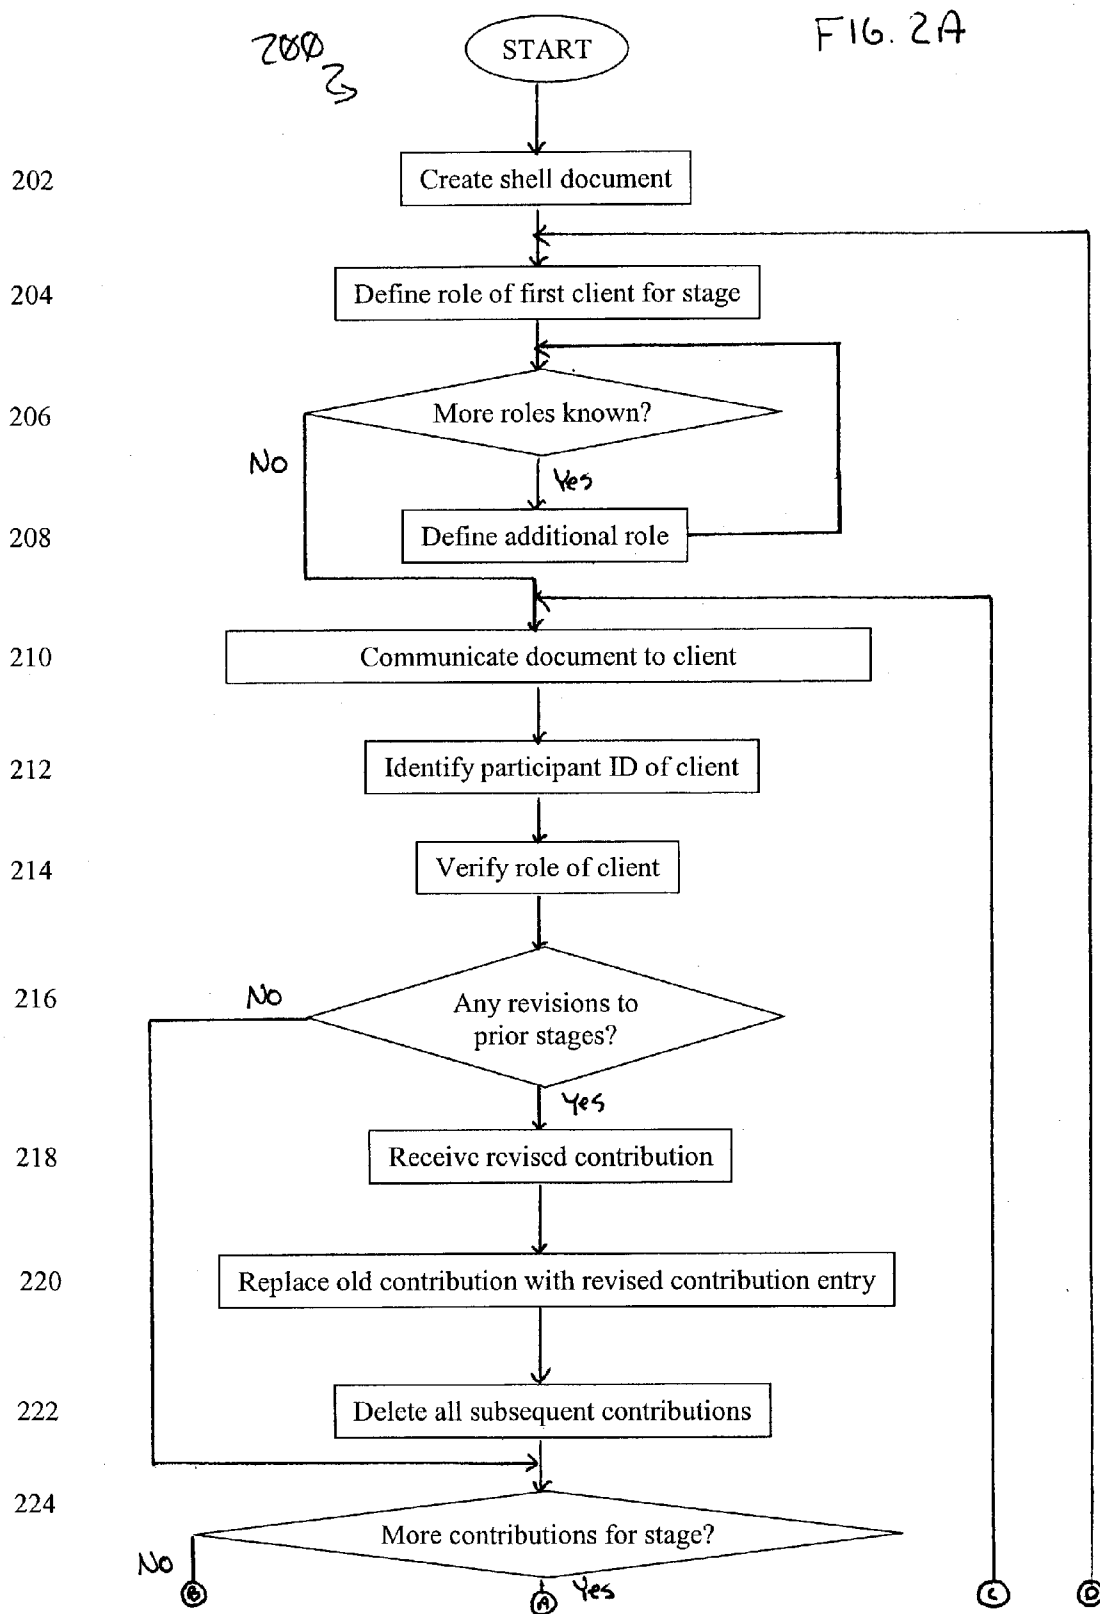 200
START
FIG. 2A
202
Create shell document
204
Define role of first client for stage
206
More roles known?
No
Yes
208
Define additional role
210
Communicate document to client
212
Identify participant ID of client
214
Verify role of client
216
No
Any revisions to
prior stages?
Yes
218
Receive revised contribution
220
Replace old contribution with revised contribution entry
222
Delete all subsequent contributions
224
More contributions for stage?
No
Yes
B
A
C
D